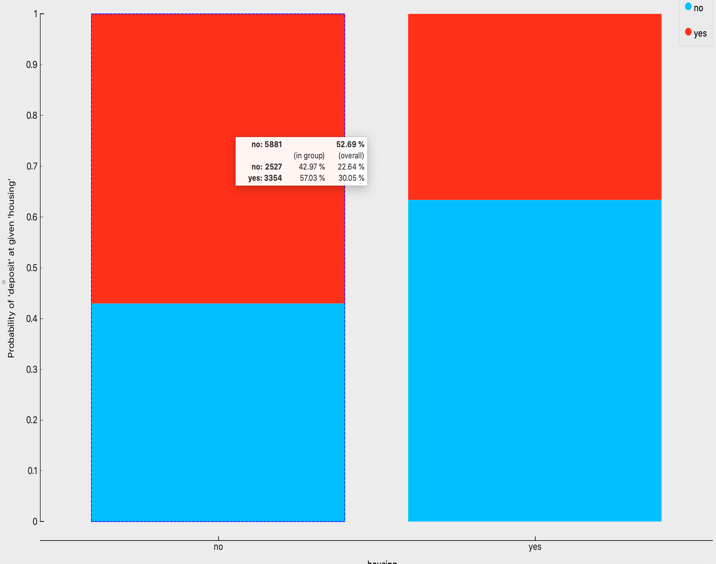 no
yes
1
0.9
0.8
0.7
0.6
0.5
0.4
0.3
0.2
0.1
0
Probability of 'deposit' at given 'housing'
no: 5881 52.69 %
(in group) (overall)
no: 2527 42.97 % 22.64 %
yes: 3354 57.03 % 30.05 %
no yes
housing